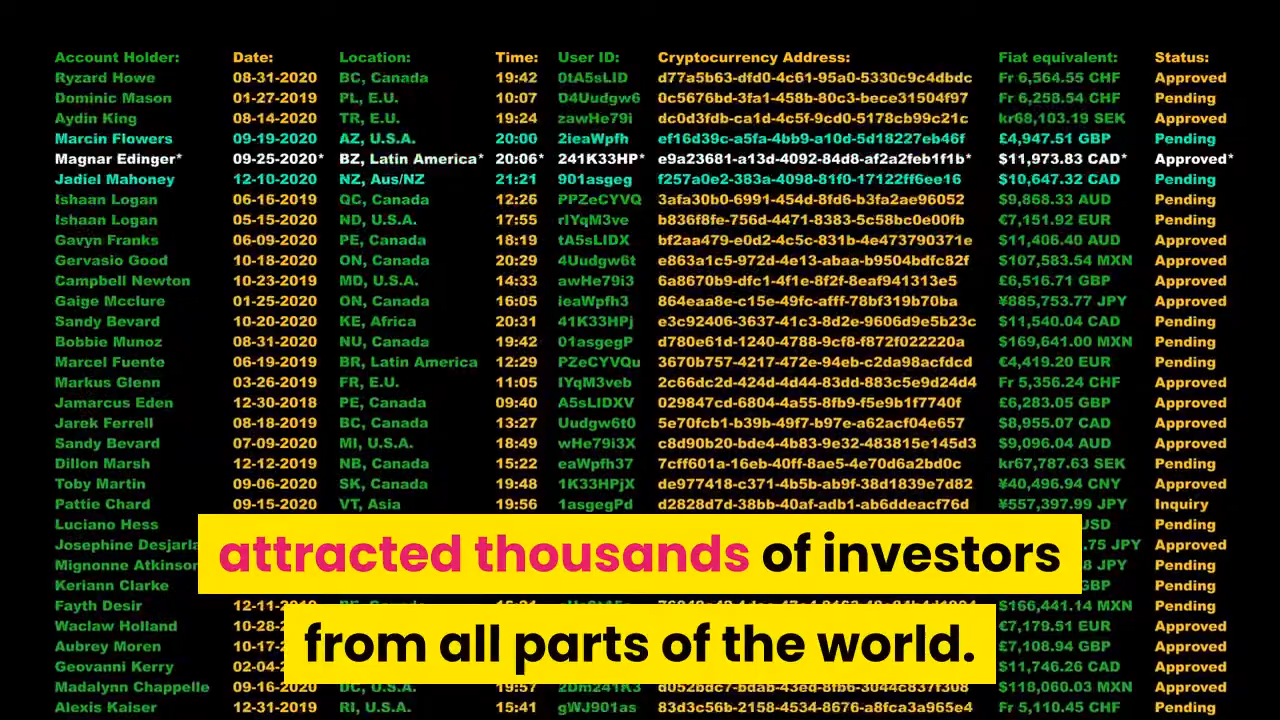 Account Holder: Date: Location: Time: User ID: Cryptocurrency Address: Fiat equivalent: Status:
Ryzard Howe 08-31-2020 BC, Canada 19:42 0tA5sLID d77a5b63-dfd0-4c61-95a0-5330c9c4dbdc Fr 6,564.55 CHF Approved
Dominic Mason 01-27-2019 PL, E.U. 10:07 D4Uudgw6 0c5676bd-3fa1-458b-80c3-bece31504f97 Fr 6,258.54 CHF Pending
Aydin King 08-14-2020 TR, E.U. 19:24 zawHe79i dc0d3fdb-ca1d-4c5f-9cd0-5178cb99c21c kr68,103.19 SEK Approved
Marcin Flowers 09-19-2020 AZ, U.S.A. 20:00 2ieaWpfh ef16d39c-a5fa-4bb9-a10d-5d18227eb46f £4,947.51 GBP Pending
Magnar Edinger* 09-25-2020* BZ, Latin America* 20:06* 241K33HP* e9a23681-a13d-4092-84d8-af2a2feb1f1b* $11,973.83 CAD* Approved*
Jadiel Mahoney 12-10-2020 NZ, Aus/NZ 21:21 901asgeg f257a0e2-383a-4098-81f0-17122ff6ee16 $10,647.32 CAD Pending
Ishaan Logan 06-16-2019 QC, Canada 12:26 PPZeCYVQ 3afa30b0-6991-454d-8fd6-b3fa2ae96052 $9,868.33 AUD Pending
Ishaan Logan 05-15-2020 ND, U.S.A. 17:55 rIYqM3ve b836f8fe-756d-4471-8383-5c58bc0e00fb €7,151.92 EUR Pending
Gavyn Franks 06-09-2020 PE, Canada 18:19 tA5sLIDX bf2aa479-e0d2-4c5c-831b-4e473790371e $11,406.40 AUD Approved
Gervasio Good 10-18-2020 ON, Canada 20:29 4Uudgw6t e863a1c5-972d-4e13-abaa-b9504bdfc82f $107,583.54 MXN Approved
Campbell Newton 10-23-2019 MD, U.S.A. 14:33 awHe79i3 6a8670b9-dfc1-4f1e-8f2f-8eaf941313e5 £6,516.71 GBP Approved
Gaige Mcclure 01-25-2020 ON, Canada 16:05 ieaWpfh3 864eaa8e-c15e-49fc-afff-78bf319b70ba ¥885,753.77 JPY Approved
Sandy Bevard 10-20-2020 KE, Africa 20:31 41K33HPj e3c92406-3637-41c3-8d2e-9606d9e5b23c $11,540.04 CAD Pending
Bobbie Munoz 08-31-2020 NU, Canada 19:42 01asgegP d780e61d-1240-4788-9cf8-f872f022220a $169,641.00 MXN Pending
Marcel Fuente 06-19-2019 BR, Latin America 12:29 PZeCYVQu 3670b757-4217-472e-94eb-c2da98acfdcd £4,419.20 EUR Pending
Markus Glenn 03-26-2019 FR, E.U. 11:05 IYqM3veb 2c66dc2d-424d-4d44-83dd-883c5e9d24d4 Fr 5,356.24 CHF Approved
Jamarcus Eden 12-30-2018 PE, Canada 09:40 A5sLIDXV 029847cd-6804-4a55-8fb9-f5e9b1f7740f £6,283.05 GBP Approved
Jarek Ferrell 08-18-2019 BC, Canada 13:27 Uudgw6t0 5e70fcb1-b39b-49f7-b97e-a62acf04e657 $8,955.07 CAD Approved
Sandy Bevard 07-09-2020 MI, U.S.A. 18:49 wHe79i3X c8d90b20-bde4-4b83-9e32-483815e145d3 $9,096.04 AUD Approved
Dillon Marsh 12-12-2019 NB, Canada 15:22 eaWpfh37 7cff601a-16eb-40ff-8ae5-4e70d6a2bd0c kr67,787.63 SEK Pending
Toby Martin 09-06-2020 SK, Canada 19:48 1K33HPjX de977418-c371-4b5b-ab9f-38d1839e7d82 ¥40,496.94 CNY Approved
Pattie Chard 09-15-2020 VT, Asia 19:56 1asgegPd d2828d7d-38bb-40af-adb1-ab6ddeacf76d ¥557,397.99 JPY Inquiry
Luciano Hess USD Pending
attracted thousands of investors
Josephine .75 JPY Approved
Mignonne Atkinson JPY Pending
Keriann Clarke GBP Pending
Fayth Desir 12-11- $166,441.14 MXN Pending
from all parts of the world.
Waclaw Holland 10-28- €7,179.51 EUR Approved
Aubrey Moren 10-17- £7,108.94 GBP Approved
Geovanni Kerry 02-04- $11,746.26 CAD Approved
Madalynn Chappelle 09-16-2020 DC, U.S.A. 19:57 2Dm241K3 d052bdc7-bdab-43ed-8fb6-3044c837f308 $118,060.03 MXN Approved
Alexis Kaiser 02-05-2020 RI, U.S.A. 15:41 gWJ901as 83d3c56b-2158-4534-8676-a8fca3a965e4 Fr 5,110.45 CHF Pending